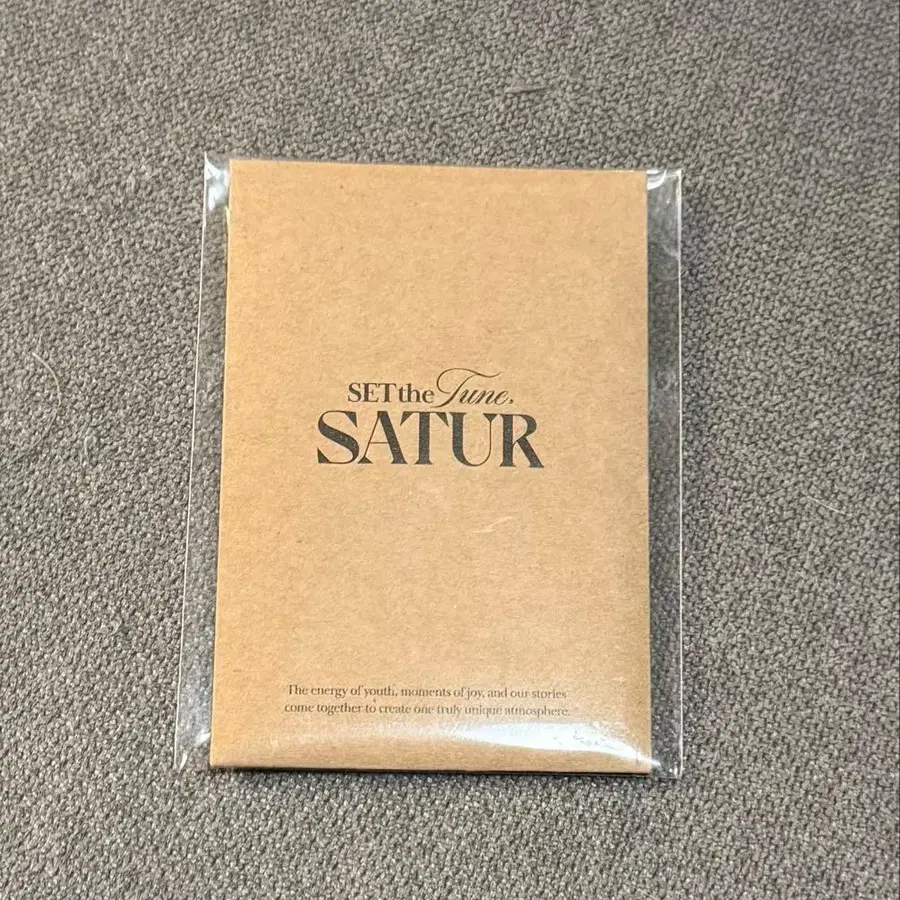 SET the Tune,
SATUR
The energy of youth, moments of joy, and our stories
come together to create one truly unique atmosphere.